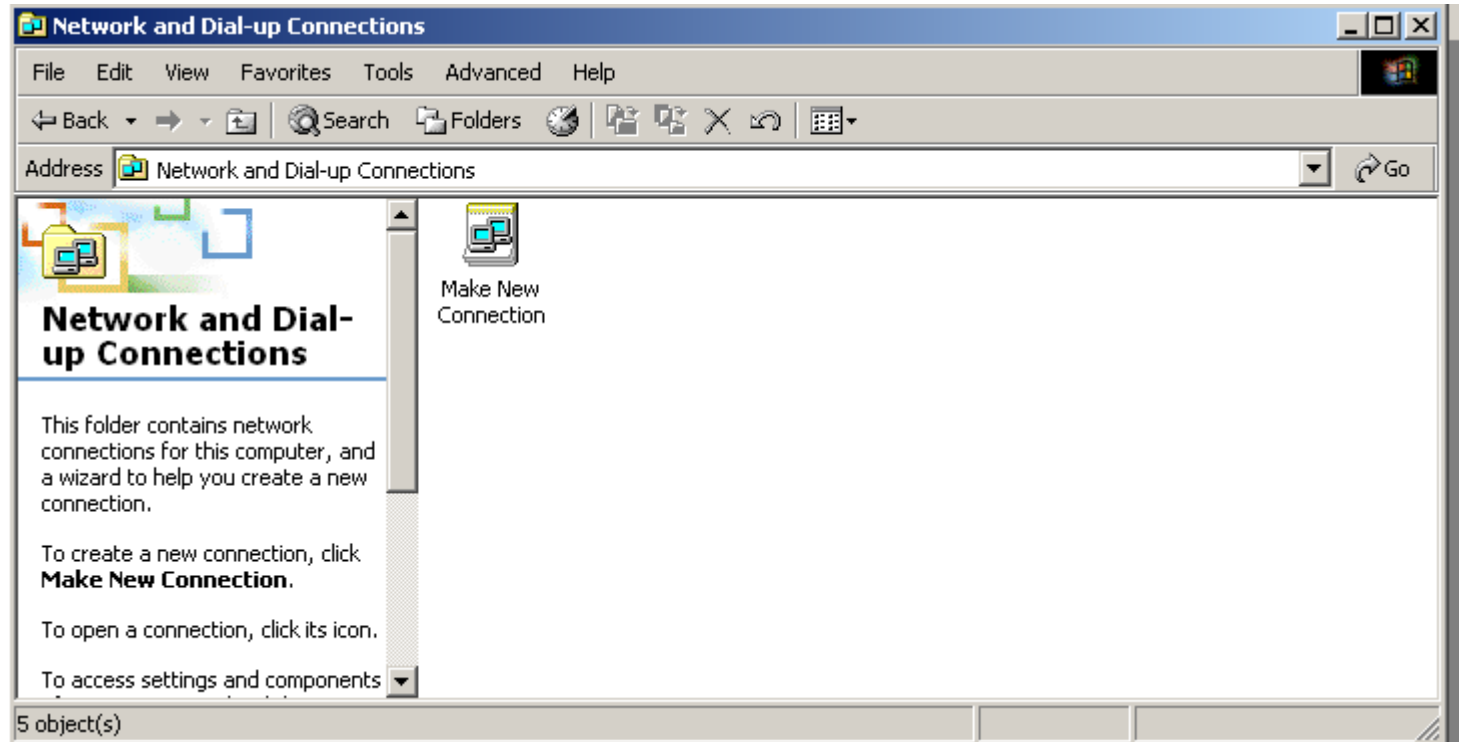 Network and Dial-up Connections
File Edit View Favorites Tools Advanced Help
Back Search Folders
Address Network and Dial-up Connections Go
Make New
Connection
Network and Dial-
up Connections
This folder contains network
connections for this computer, and
a wizard to help you create a new
connection.
To create a new connection, click
Make New Connection.
To open a connection, click its icon.
To access settings and components
5 object(s)